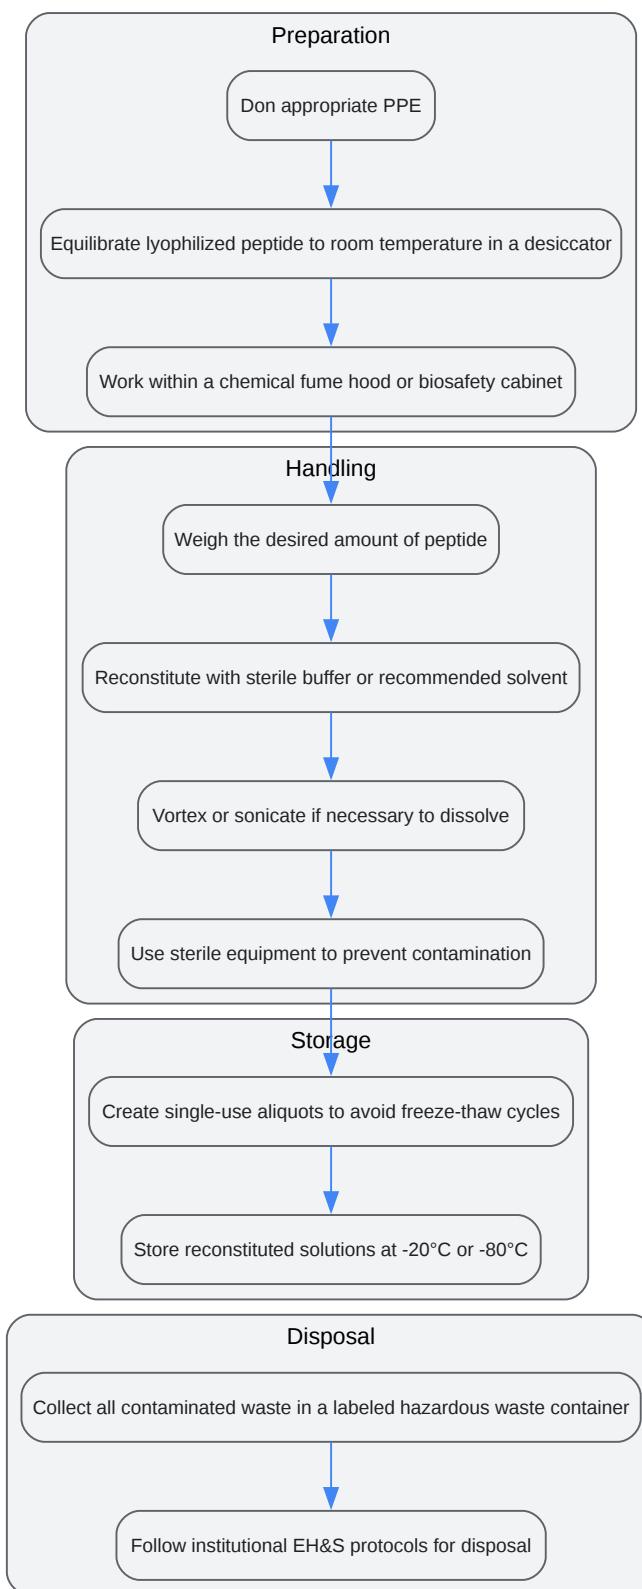 Preparation
Don appropriate PPE
Equilibrate lyophilized peptide to room temperature in a desiccator
Work within a chemical fume hood or biosafety cabinet
Handling
Weigh the desired amount of peptide
Reconstitute with sterile buffer or recommended solvent
Vortex or sonicate if necessary to dissolve
Use sterile equipment to prevent contamination
Storage
Create single-use aliquots to avoid freeze-thaw cycles
Store reconstituted solutions at -20°C or -80°C
Disposal
Collect all contaminated waste in a labeled hazardous waste container
Follow institutional EH&S protocols for disposal